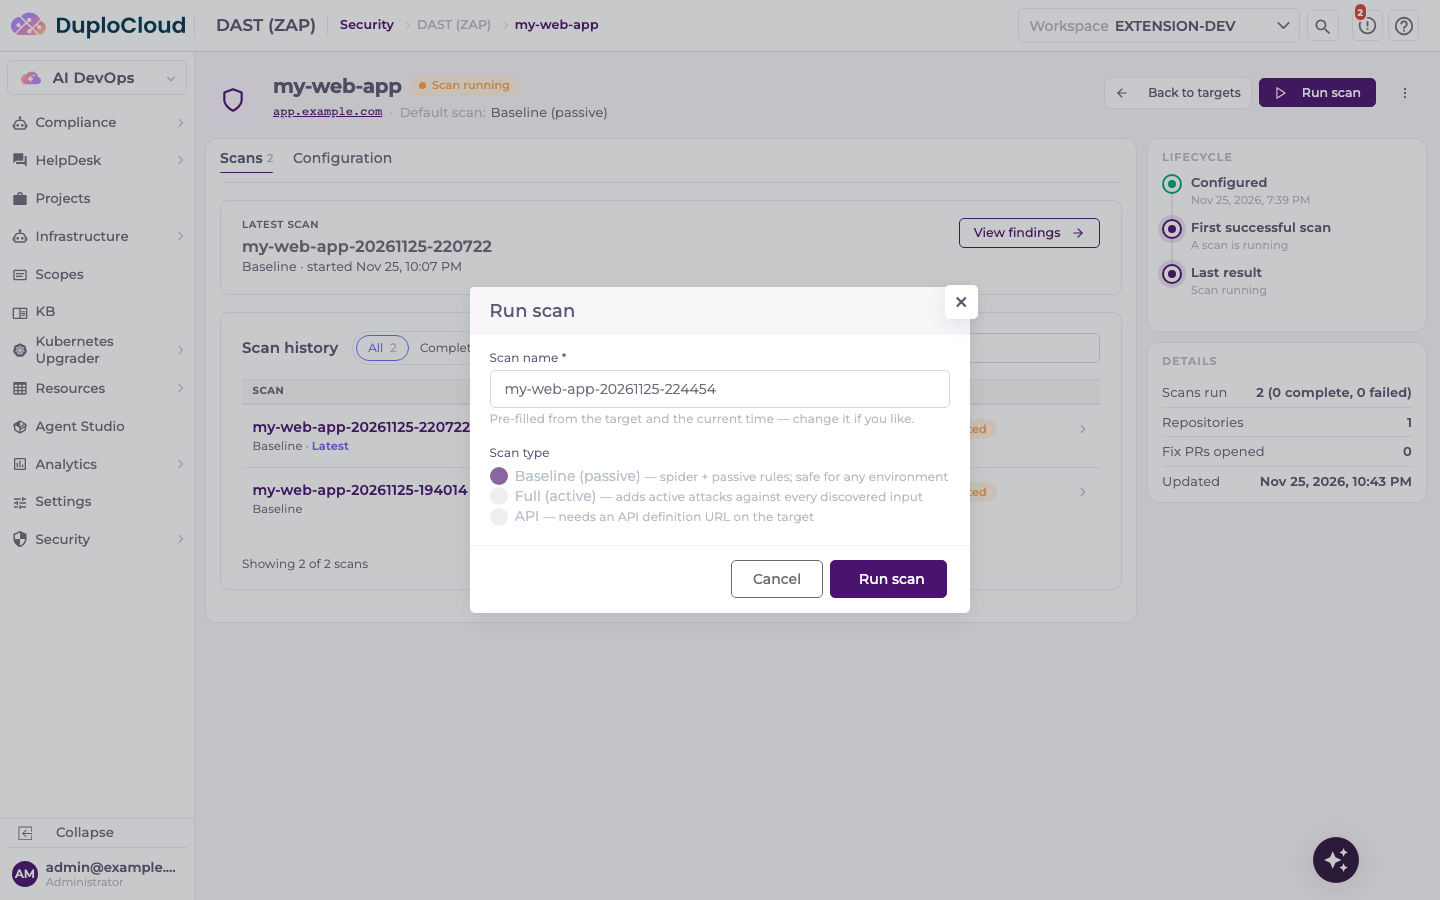 DuploCloud
DAST (ZAP)
Security
DAST (ZAP)
my-web-app
Workspace EXTENSION-DEV
2
AI DevOps
Compliance
HelpDesk
Projects
Infrastructure
Scopes
KB
Kubernetes
Upgrader
Resources
Agent Studio
Analytics
Settings
Security
Collapse
AM
admin@example....
Administrator
my-web-app
Scan running
app.example.com · Default scan: Baseline (passive)
Back to targets
Run scan
Scans 2
Configuration
LATEST SCAN
my-web-app-20261125-220722
Baseline · started Nov 25, 10:07 PM
View findings
Scan history
All 2
Complet
SCAN
my-web-app-20261125-220722
Baseline · Latest
ted
my-web-app-20261125-194014
Baseline
ted
Showing 2 of 2 scans
Run scan
Scan name *
my-web-app-20261125-224454
Pre-filled from the target and the current time — change it if you like.
Scan type
Baseline (passive) — spider + passive rules; safe for any environment
Full (active) — adds active attacks against every discovered input
API — needs an API definition URL on the target
Cancel
Run scan
LIFECYCLE
Configured
Nov 25, 2026, 7:39 PM
First successful scan
A scan is running
Last result
Scan running
DETAILS
Scans run 2 (0 complete, 0 failed)
Repositories 1
Fix PRs opened 0
Updated Nov 25, 2026, 10:43 PM